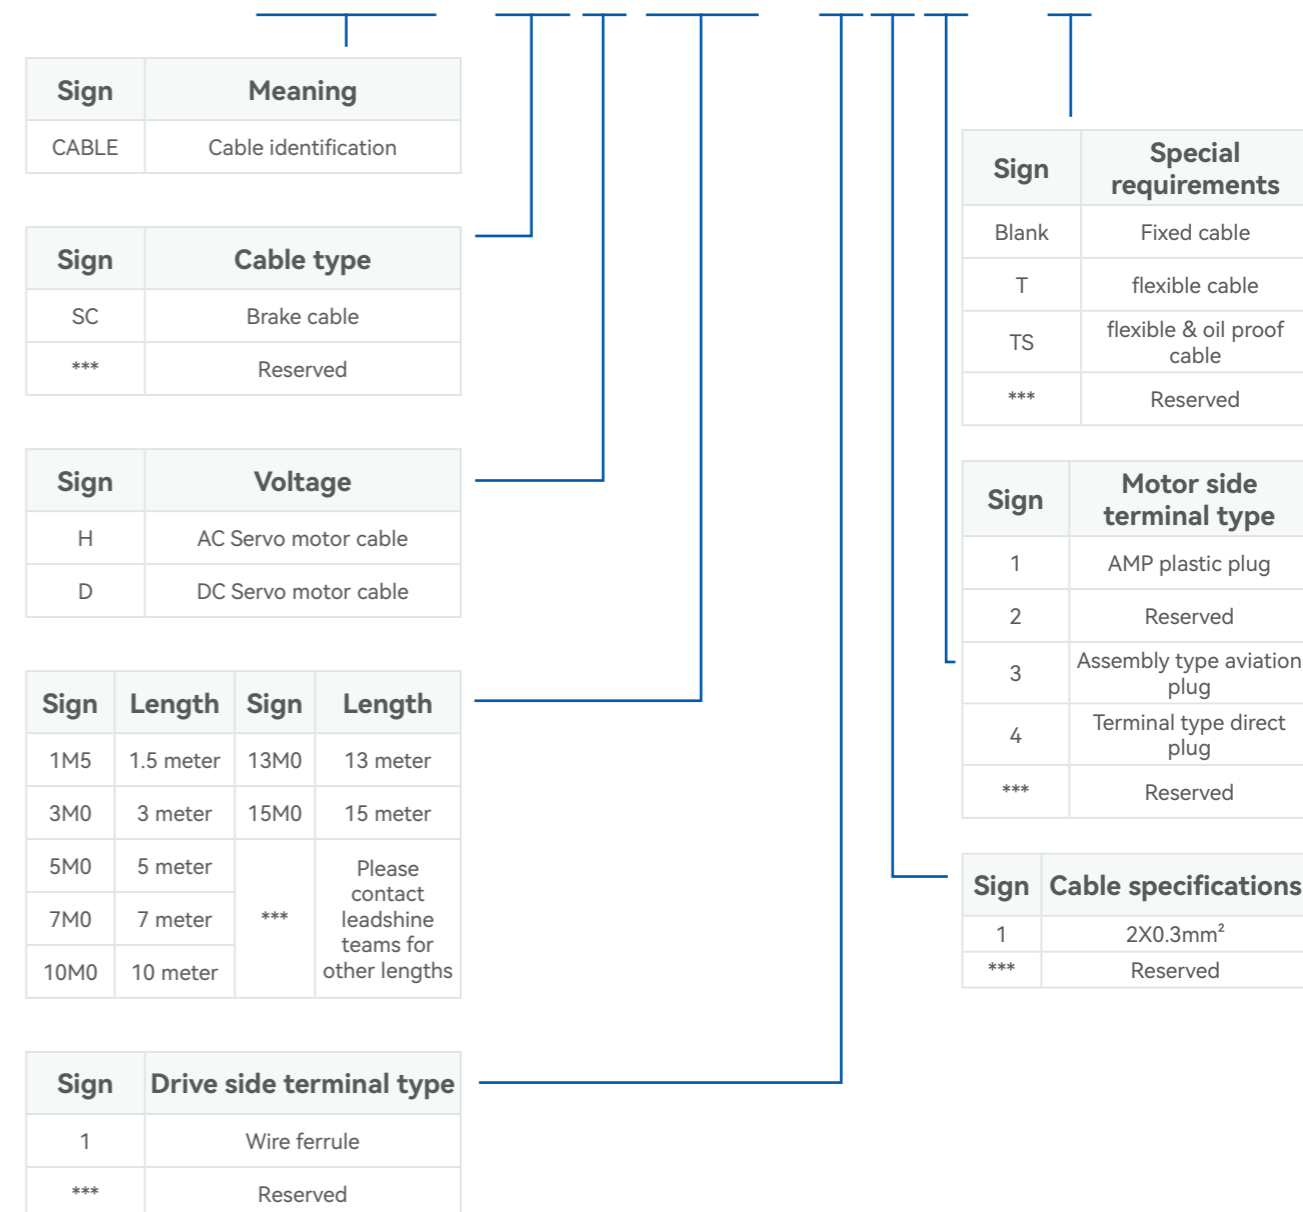 Sign Meaning
CABLE Cable identification
Sign Cable type
SC Brake cable
*** Reserved
Sign Voltage
H AC Servo motor cable
D DC Servo motor cable
Sign Length Sign Length
1M5 1.5 meter 13M0 13 meter
3M0 3 meter 15M0 15 meter
5M0 5 meter
7M0 7 meter
10M0 10 meter
***
Please
contact
leadshine
teams for
other lengths
Sign Drive side terminal type
1 Wire ferrule
*** Reserved
Sign Special
requirements
Blank Fixed cable
T flexible cable
TS flexible & oil proof
cable
*** Reserved
Sign Motor side
terminal type
1 AMP plastic plug
2 Reserved
3 Assembly type aviation
plug
4 Terminal type direct
plug
*** Reserved
Sign Cable specifications
1 2X0.3mm²
*** Reserved